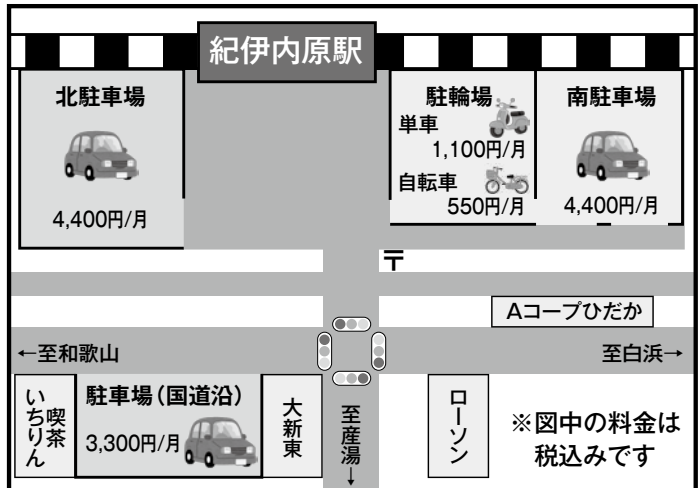 紀伊内原駅
北駐車場
4,400円/月
駐輪場
単車
1,100円/月
自転車
550円/月
南駐車場
4,400円/月
〒
Aコープひだか
←至和歌山
至白浜→
喫茶
いちりん
駐車場(国道沿)
3,300円/月
大新東
至産湯→
ローソン
※図中の料金は
税込みです